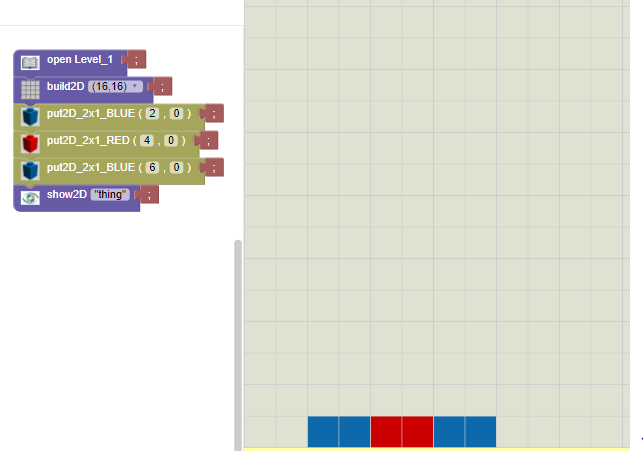 open Level_1 ;
build2D (16,16) ▾ ;
put2D_2x1_BLUE ( 2 , 0 ) ;
put2D_2x1_RED ( 4 , 0 ) ;
put2D_2x1_BLUE ( 6 , 0 ) ;
show2D "thing" ;